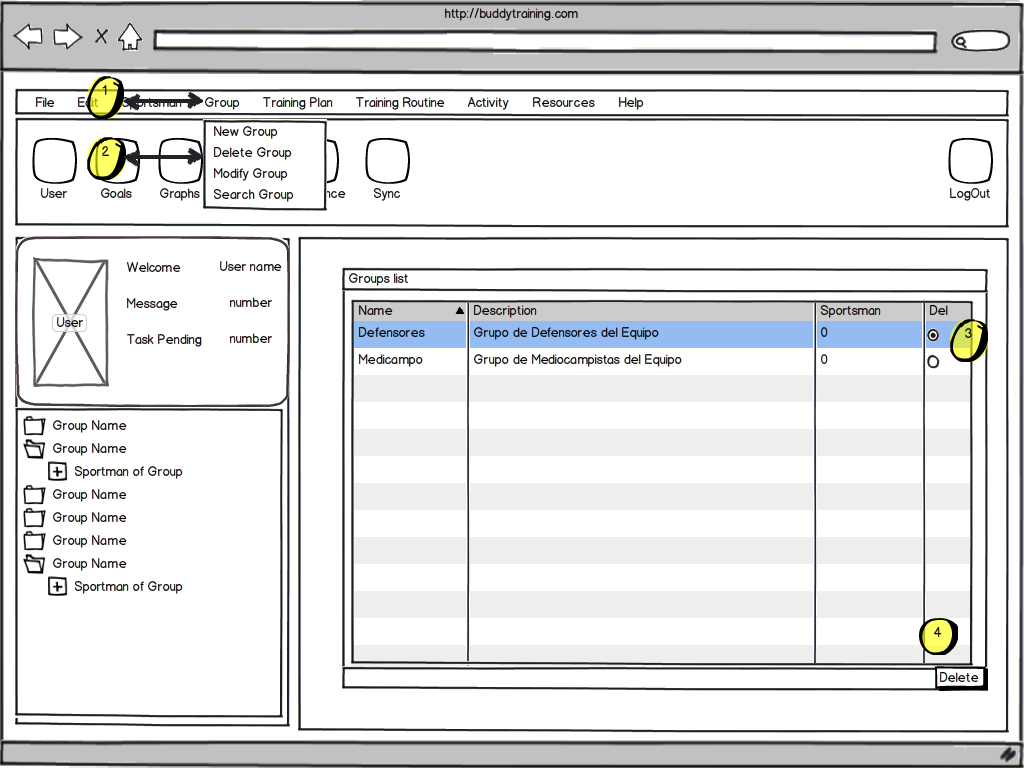 http://buddytraining.com
1
File Edit Sportsman Group Training Plan Training Routine Activity Resources Help
New Group
2
Delete Group
Modify Group
Search Group
User Goals Graphs nce Sync LogOut
Welcome User name
Message number
User
Task Pending number
Group Name
Group Name
Sportman of Group
Group Name
Group Name
Group Name
Group Name
Sportman of Group
Groups list
Name Description Sportsman Del
Defensores Grupo de Defensores del Equipo 0 3
Medicampo Grupo de Mediocampistas del Equipo 0
4
Delete